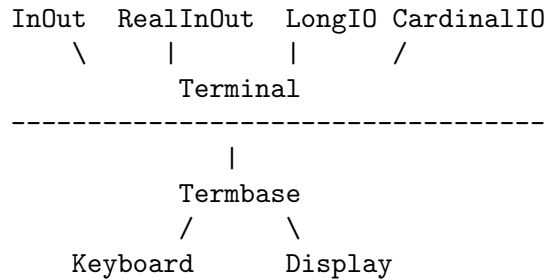 InOut  RealInOut  LongIO CardinalIO
    \     |       |      /
           Terminal
-----------------------------------
              |
           Termbase
           /      \
    Keyboard      Display